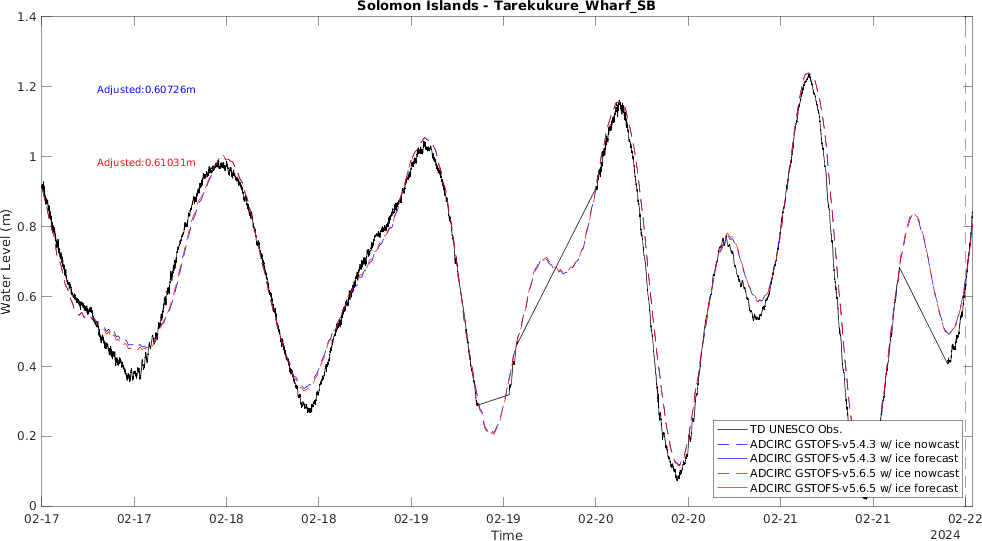 Solomon Islands - Tarekukure_Wharf_SB
1.4
1.2
1
0.8
0.6
0.4
0.2
0
Water Level (m)
Adjusted:0.60726m
Adjusted:0.61031m
TD UNESCO Obs.
ADCIRC GSTOFS-v5.4.3 w/ ice nowcast
ADCIRC GSTOFS-v5.4.3 w/ ice forecast
ADCIRC GSTOFS-v5.6.5 w/ ice nowcast
ADCIRC GSTOFS-v5.6.5 w/ ice forecast
02-17 02-17 02-18 02-18 02-19 02-19 02-20 02-20 02-21 02-21 02-22
Time
2024